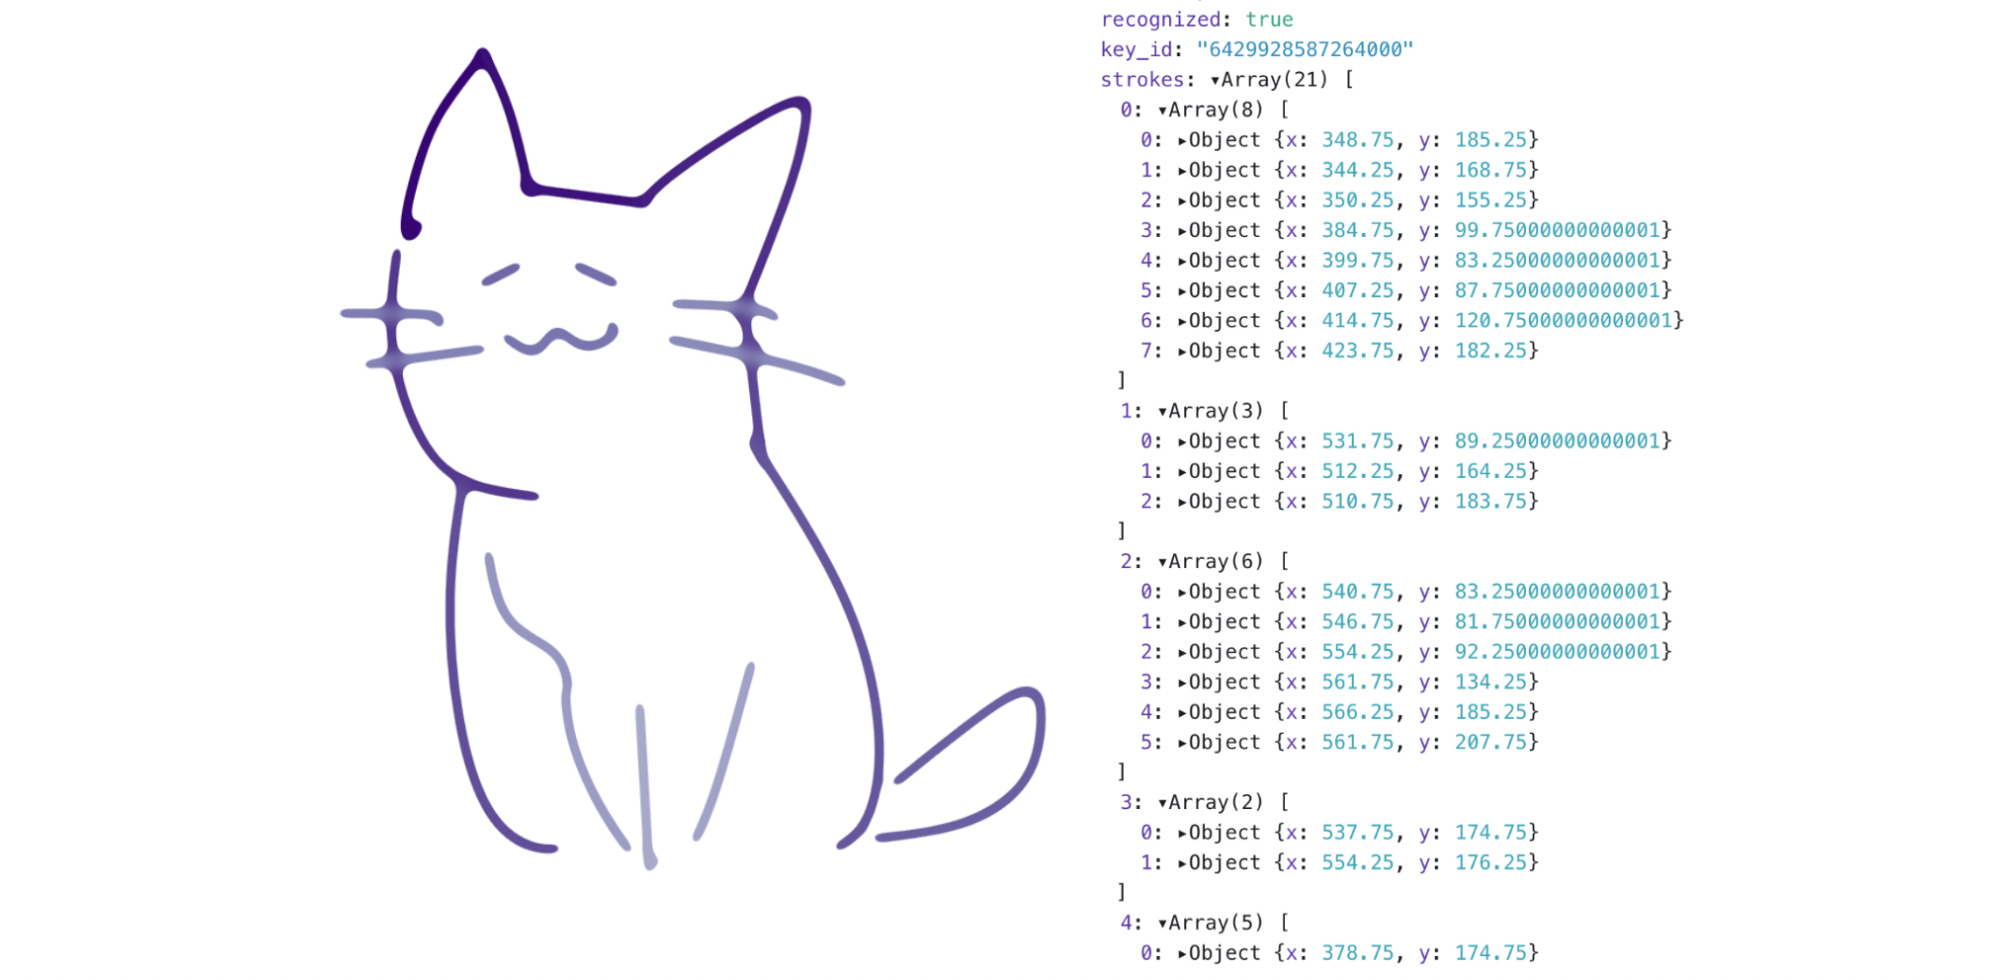 recognized: true
key_id: "6429928587264000"
strokes: ▾Array(21) [
0: ▾Array(8) [
0: ▸Object {x: 348.75, y: 185.25}
1: ▸Object {x: 344.25, y: 168.75}
2: ▸Object {x: 350.25, y: 155.25}
3: ▸Object {x: 384.75, y: 99.75000000000001}
4: ▸Object {x: 399.75, y: 83.25000000000001}
5: ▸Object {x: 407.25, y: 87.75000000000001}
6: ▸Object {x: 414.75, y: 120.75000000000001}
7: ▸Object {x: 423.75, y: 182.25}
]
1: ▾Array(3) [
0: ▸Object {x: 531.75, y: 89.25000000000001}
1: ▸Object {x: 512.25, y: 164.25}
2: ▸Object {x: 510.75, y: 183.75}
]
2: ▾Array(6) [
0: ▸Object {x: 540.75, y: 83.25000000000001}
1: ▸Object {x: 546.75, y: 81.75000000000001}
2: ▸Object {x: 554.25, y: 92.25000000000001}
3: ▸Object {x: 561.75, y: 134.25}
4: ▸Object {x: 566.25, y: 185.25}
5: ▸Object {x: 561.75, y: 207.75}
]
3: ▾Array(2) [
0: ▸Object {x: 537.75, y: 174.75}
1: ▸Object {x: 554.25, y: 176.25}
]
4: ▾Array(5) [
0: ▸Object {x: 378.75, y: 174.75}